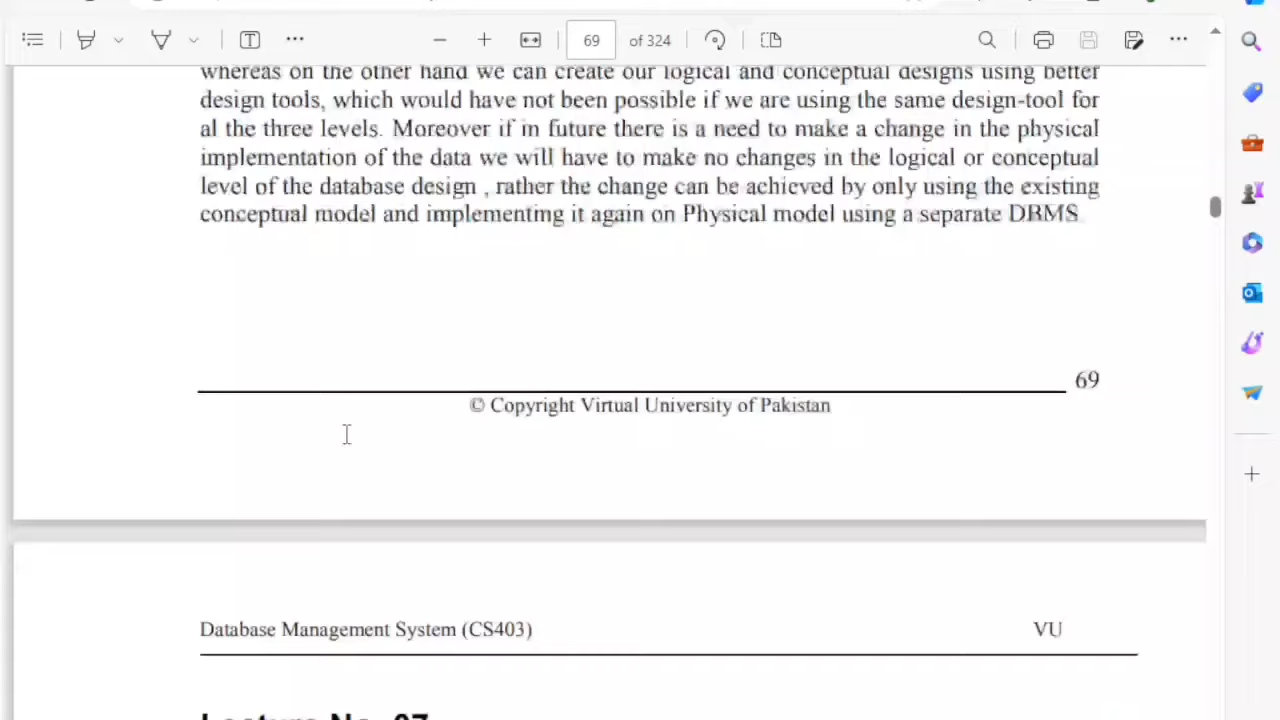 69 of 324
whereas on the other hand we can create our logical and conceptual designs using better
design tools, which would have not been possible if we are using the same design-tool for
al the three levels. Moreover if in future there is a need to make a change in the physical
implementation of the data we will have to make no changes in the logical or conceptual
level of the database design , rather the change can be achieved by only using the existing
conceptual model and implementing it again on Physical model using a separate DBMS
69
© Copyright Virtual University of Pakistan
Database Management System (CS403) VU
Lecture No. 07